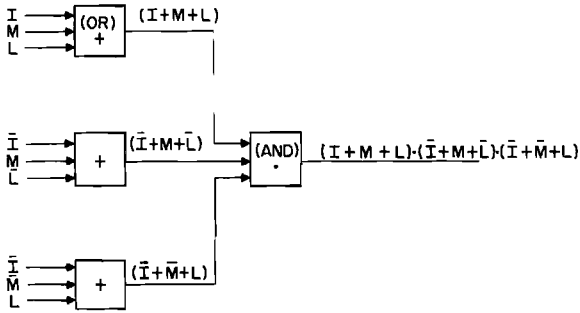 I
M
L
(OR)
+
(I+M+L)
Ī
M
L̄
+
(Ī+M+L̄)
(AND)
·
(I+M+L)·(Ī+M+L̄)·(Ī+M̄+L)
Ī
M̄
L
+
(Ī+M̄+L)